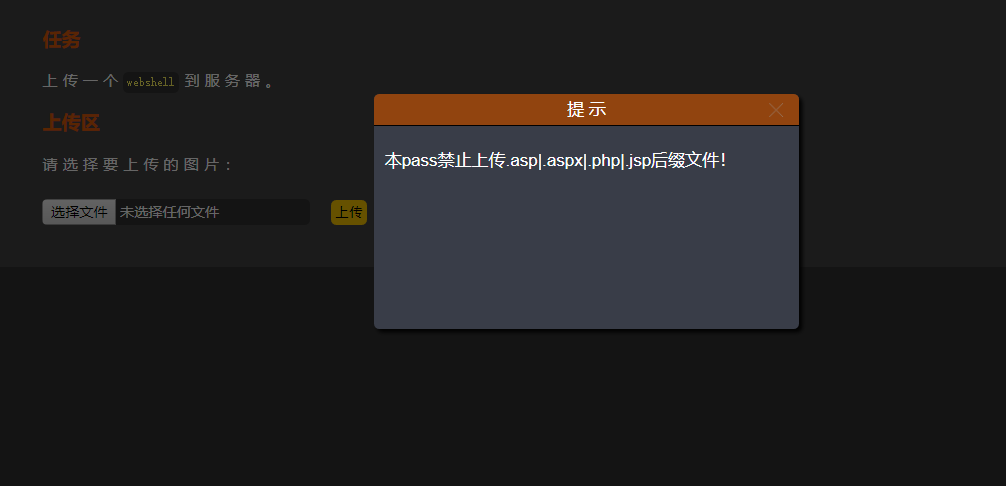 任务
上传一个 webshell 到服务器。
上传区
请选择要上传的图片：
选择文件 未选择任何文件 上传
提示
本pass禁止上传.asp|.aspx|.php|.jsp后缀文件！